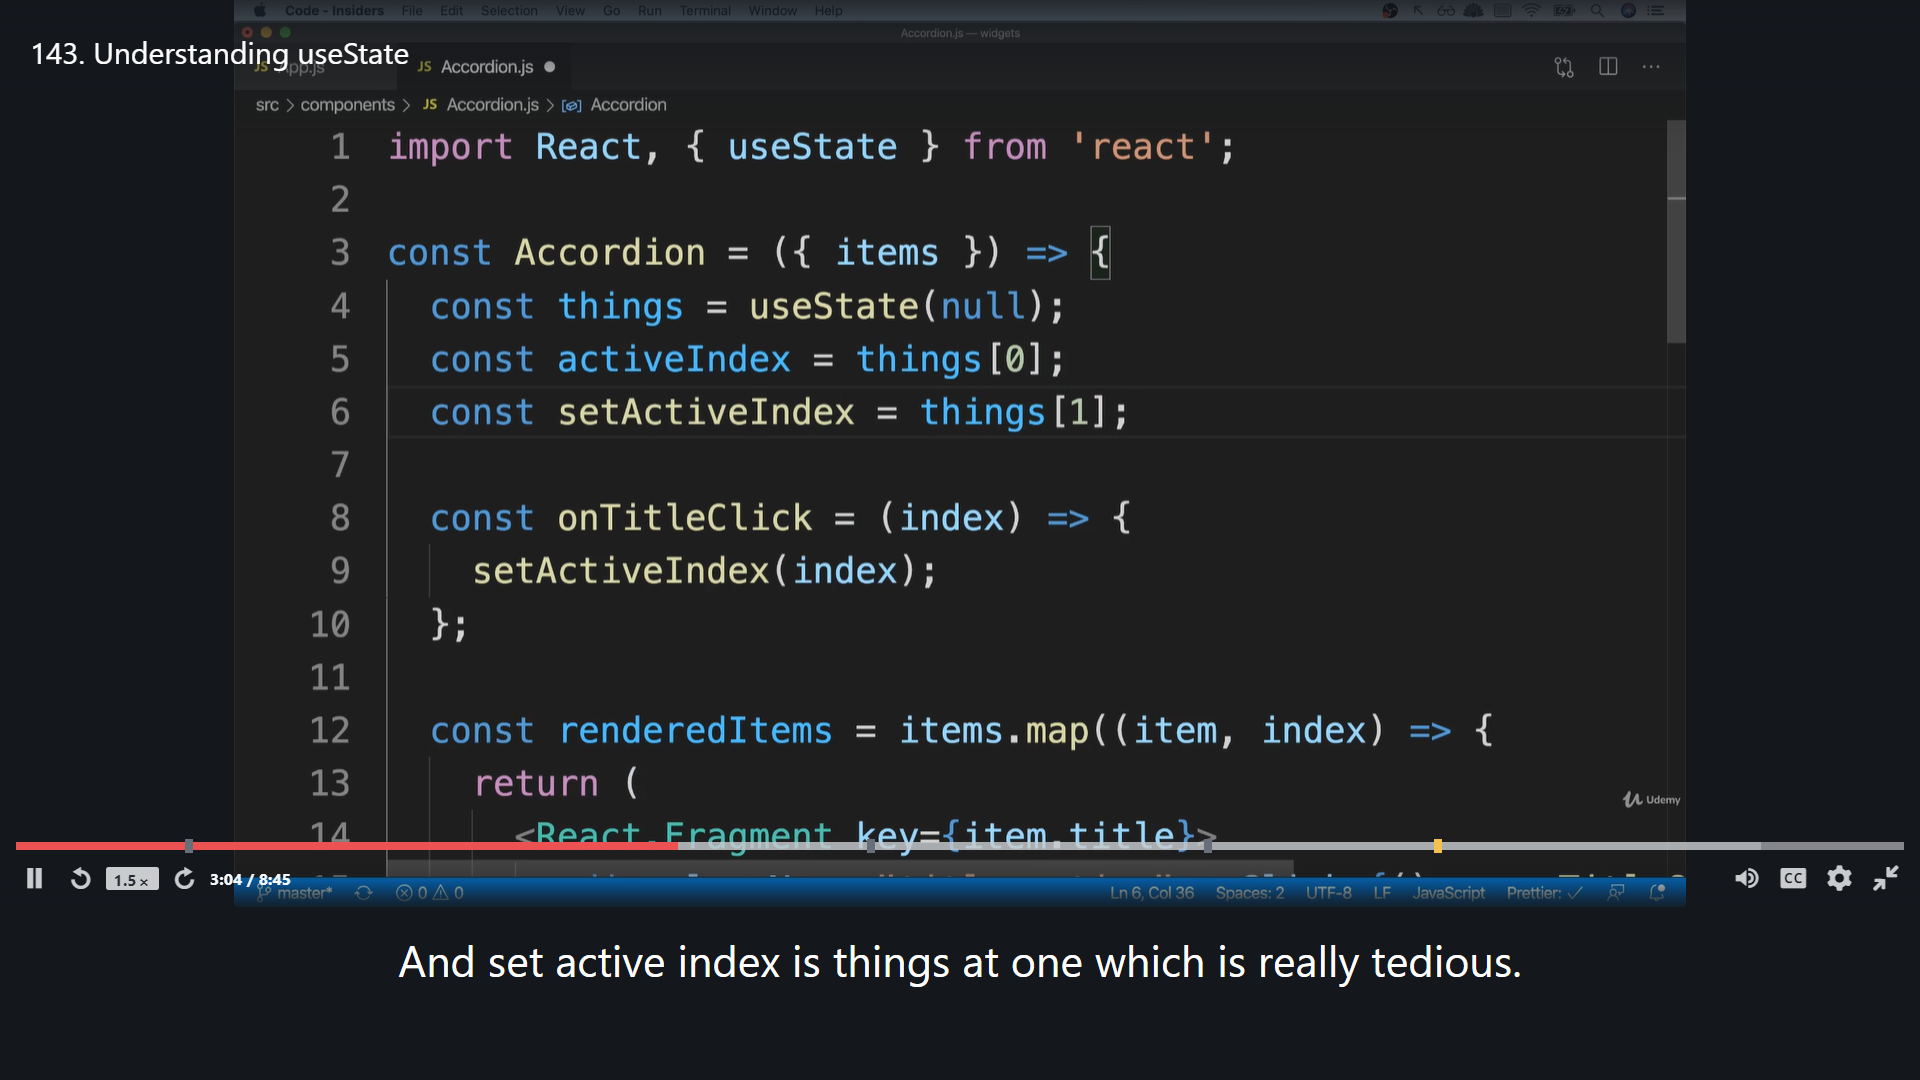 Code - Insiders File Edit Selection View Go Run Terminal Window Help
Accordion.js — widgets
143. Understanding useState
JS App.js JS Accordion.js
src > components > JS Accordion.js > Accordion
1 import React, { useState } from 'react';
2
3 const Accordion = ({ items }) => {
4 const things = useState(null);
5 const activeIndex = things[0];
6 const setActiveIndex = things[1];
7
8 const onTitleClick = (index) => {
9 setActiveIndex(index);
10 };
11
12 const renderedItems = items.map((item, index) => {
13 return (
14 <React.Fragment key={item.title}>
Udemy
1.5 × 3:04 / 8:45 CC
master* 0 0 Ln 6, Col 36 Spaces: 2 UTF-8 LF JavaScript Prettier: ✓
And set active index is things at one which is really tedious.